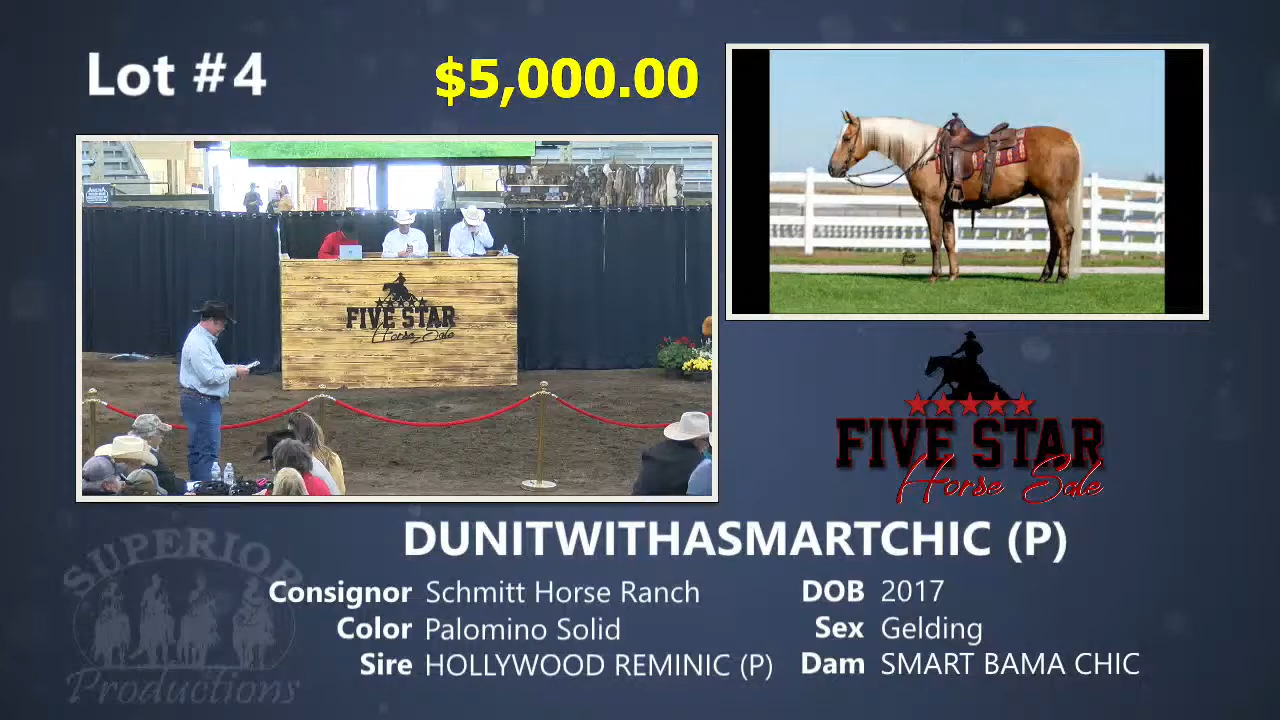 Lot #4
$5,000.00
FIVE STAR
Horse Sale
FIVE STAR
Horse Sale
DUNITWITHASMARTCHIC (P)
Consignor Schmitt Horse Ranch
DOB 2017
Color Palomino Solid
Sex Gelding
Sire HOLLYWOOD REMINIC (P)
Dam SMART BAMA CHIC
SUPERIOR
Productions